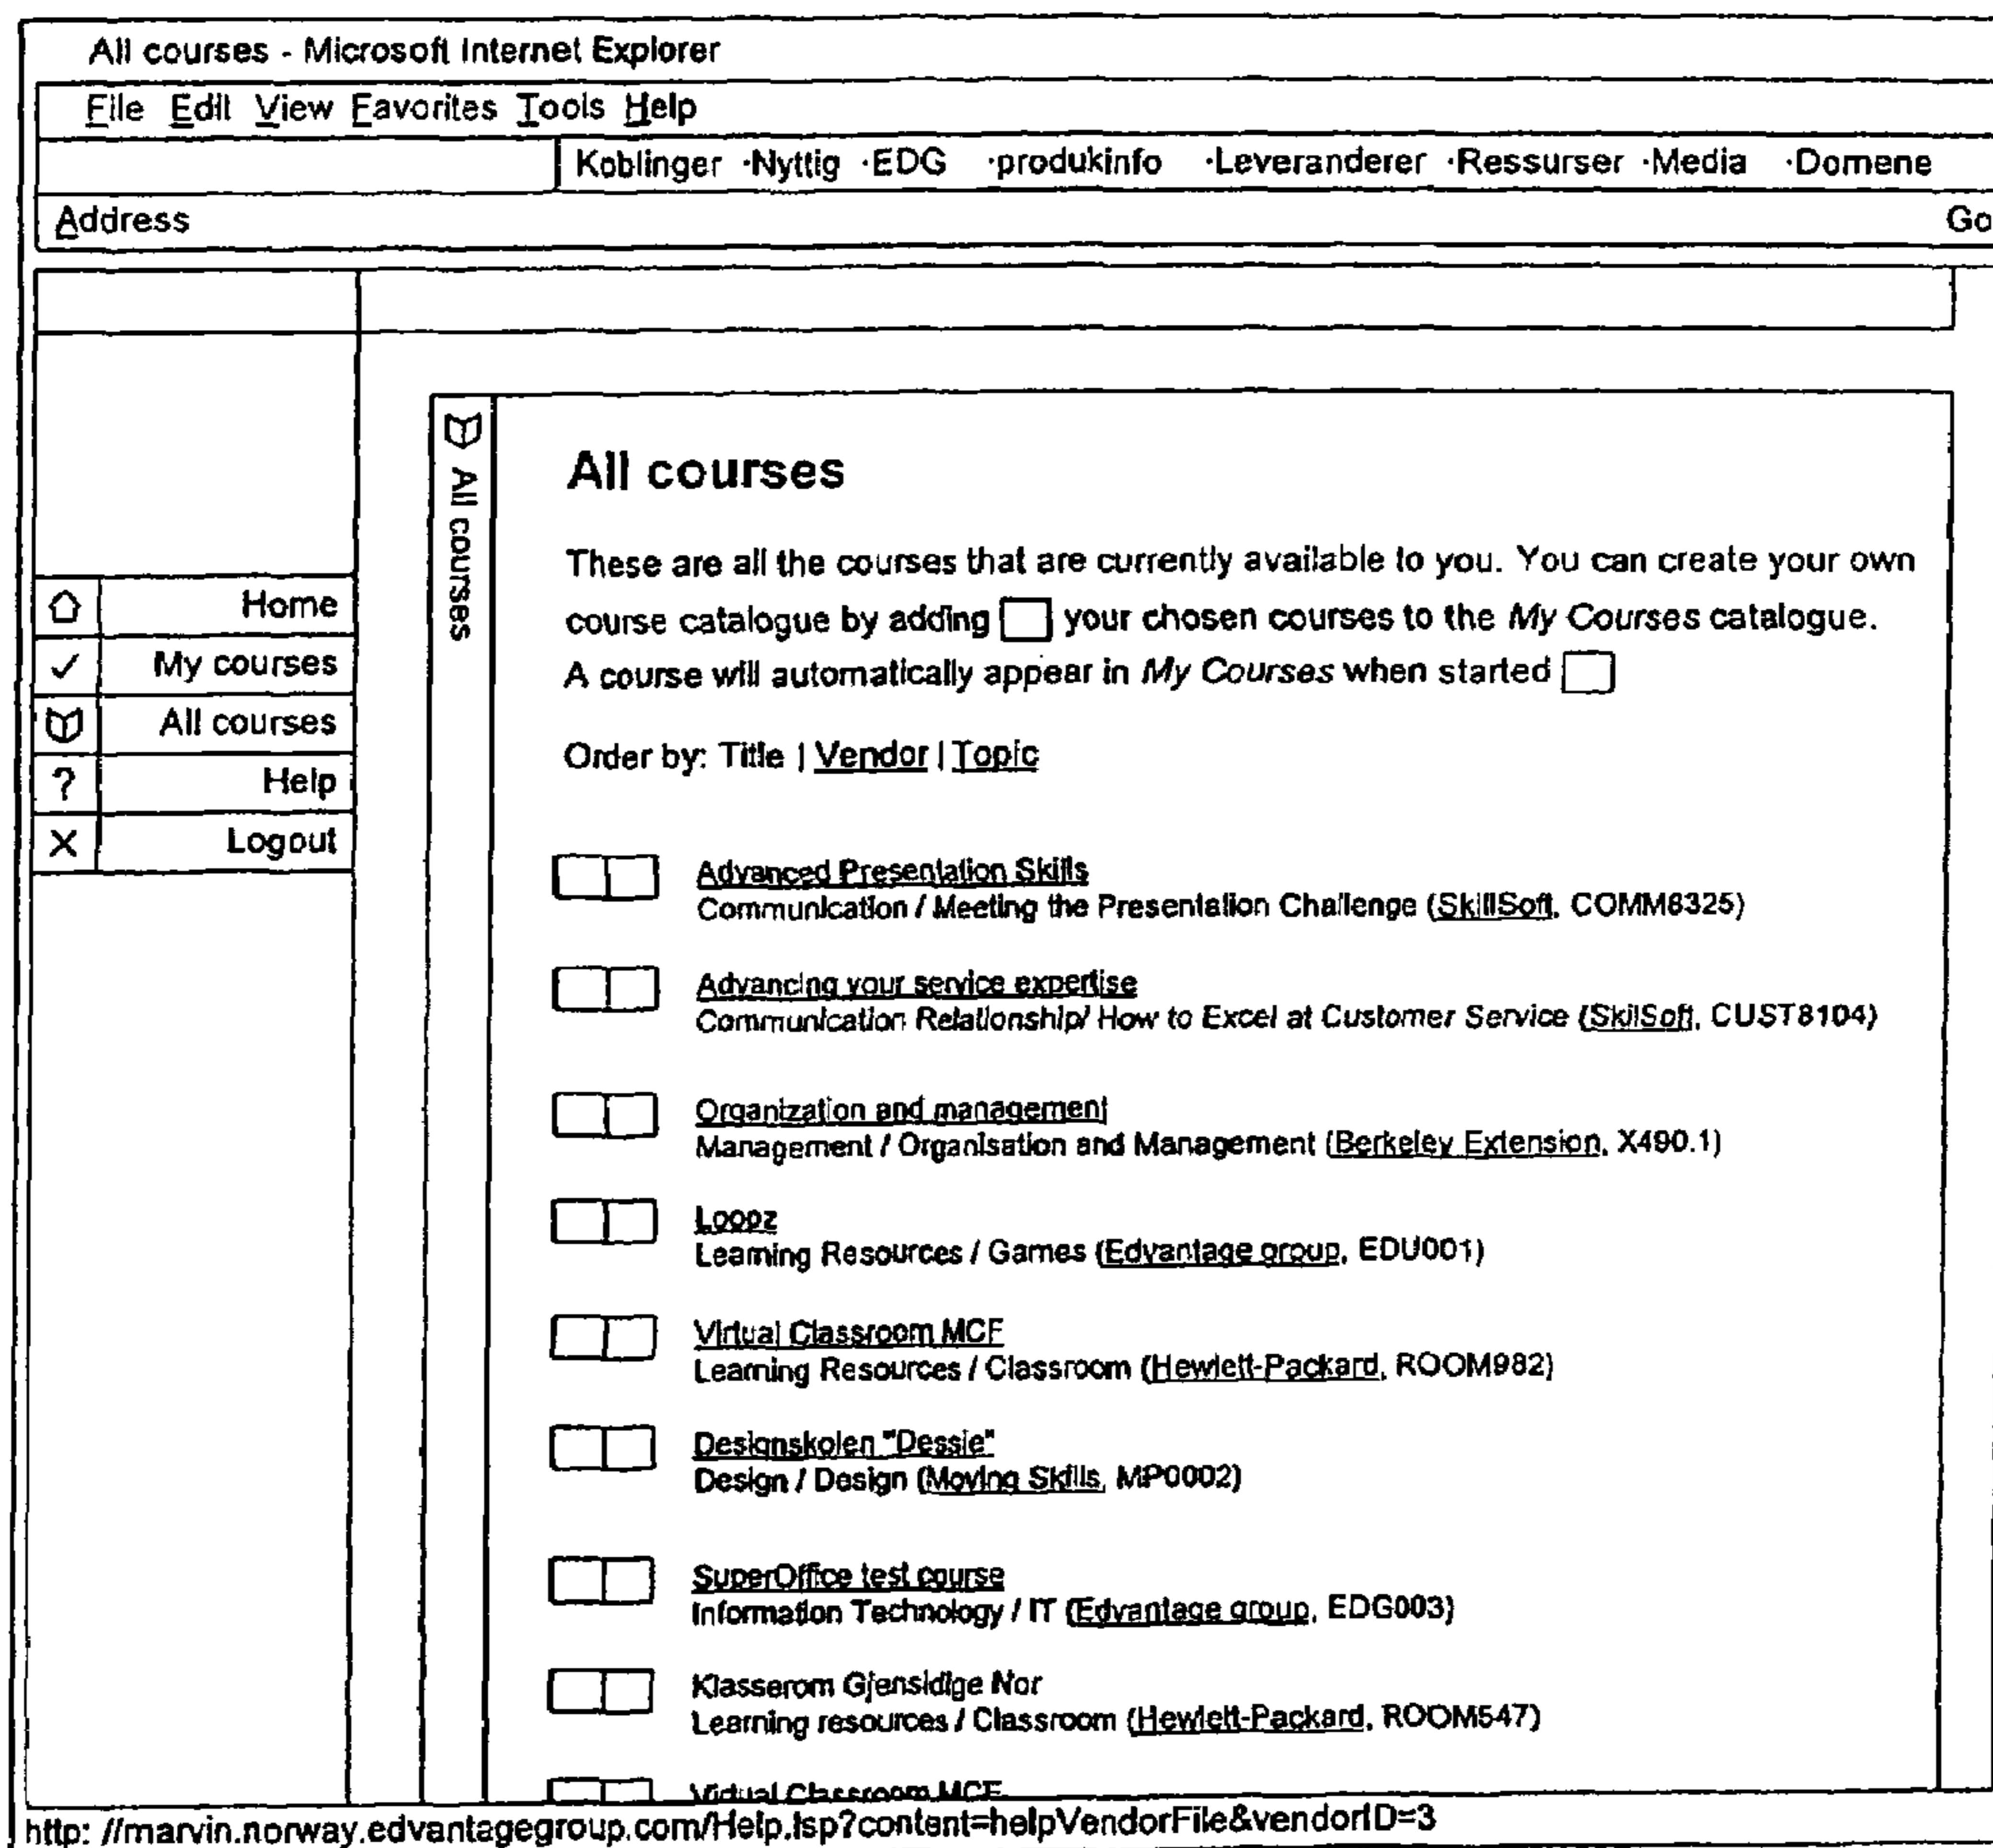 All courses - Microsoft Internet Explorer
File Edit View Favorites Tools Help
Koblinger ·Nyttig ·EDG ·produkinfo ·Leveranderer ·Ressurser ·Media ·Domene
Address Go
All courses
Home
My courses
All courses
Help
Logout
All courses
These are all the courses that are currently available to you. You can create your own
course catalogue by adding your chosen courses to the My Courses catalogue.
A course will automatically appear in My Courses when started
Order by: Title | Vendor | Topic
Advanced Presentation Skills
Communication / Meeting the Presentation Challenge (SkillSoft, COMM8325)
Advancing your service expertise
Communication Relationship/ How to Excel at Customer Service (SkilSoft, CUST8104)
Organization and management
Management / Organisation and Management (Berkeley Extension, X490.1)
Loopz
Learning Resources / Games (Edvantage group, EDU001)
Virtual Classroom MCF
Learning Resources / Classroom (Hewlett-Packard, ROOM982)
Designskolen "Dessie"
Design / Design (Moving Skills, MP0002)
SuperOffice test course
Information Technology / IT (Edvantage group, EDG003)
Klasserom Gjensidige Nor
Learning resources / Classroom (Hewlett-Packard, ROOM547)
Virtual Classroom MCF
http: //marvin.norway.edvantagegroup.com/Help.lsp?content=helpVendorFile&vendorID=3